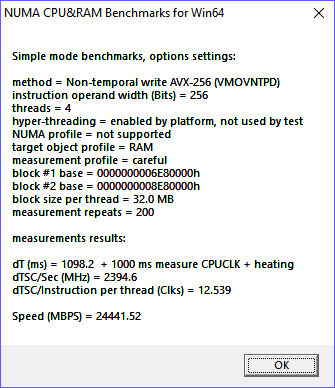 NUMA CPU&RAM Benchmarks for Win64
Simple mode benchmarks, options settings:
method = Non-temporal write AVX-256 (VMOVNTPD)
instruction operand width (Bits) = 256
threads = 4
hyper-threading = enabled by platform, not used by test
NUMA profile = not supported
target object profile = RAM
measurement profile = careful
block #1 base = 0000000006E80000h
block #2 base = 0000000008E80000h
block size per thread = 32.0 MB
measurement repeats = 200
measurements results:
dT (ms) = 1098.2  + 1000 ms measure CPUCLK + heating
dTSC/Sec (MHz) = 2394.6
dTSC/Instruction per thread (Clks) = 12.539
Speed (MBPS) = 24441.52
OK